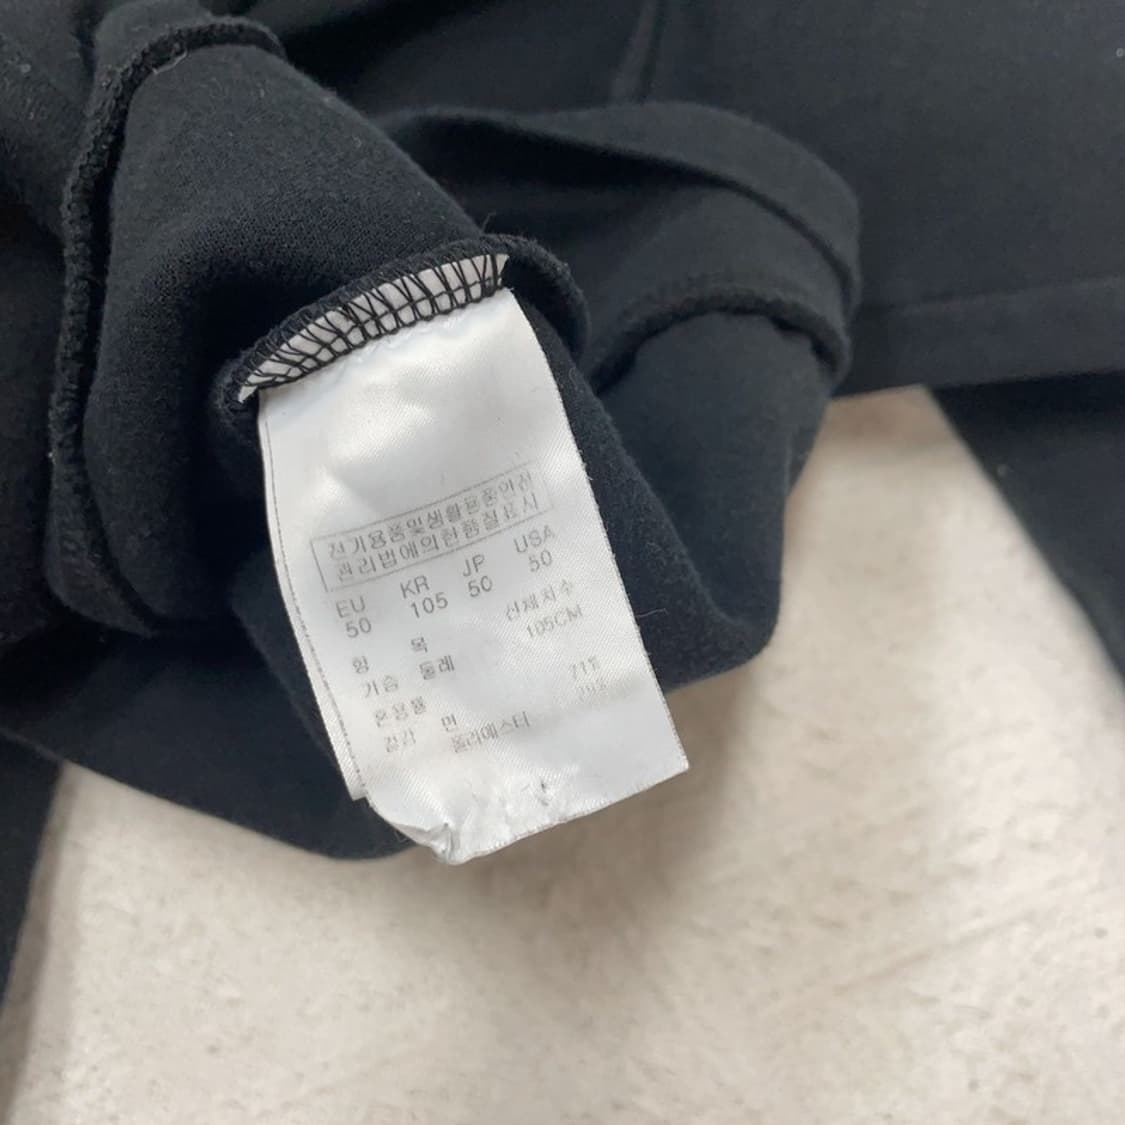 전기용품및생활용품안전
관리법에의한품질표시
EU KR JP USA
50 105 50 50
항 목 신체치수
가슴 둘레 105CM
혼용률
겉감 면 71%
폴리에스터 29%